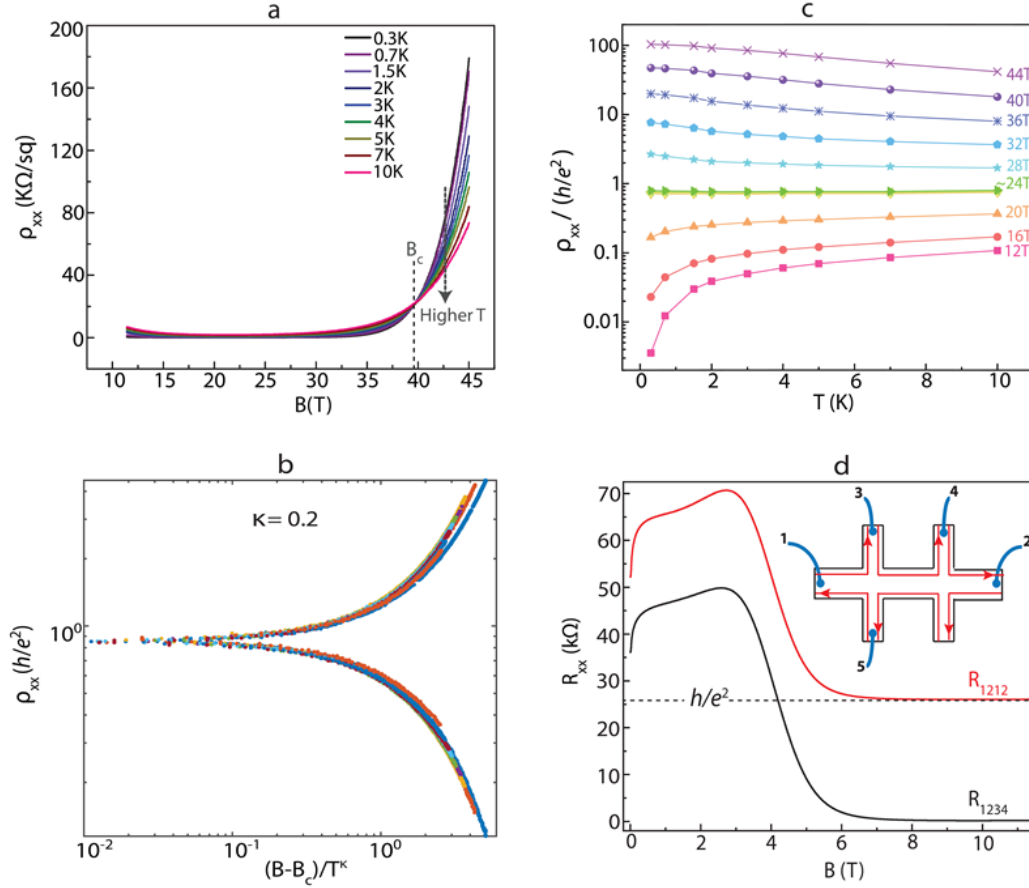 a
ρxx (KΩ/sq)
200
160
120
80
40
0
0.3K
0.7K
1.5K
2K
3K
4K
5K
7K
10K
Bc
Higher T
10 15 20 25 30 35 40 45
B(T)
c
ρxx/ (h/e²)
100
10
1
0.1
0.01
44T
40T
36T
32T
28T
~24T
20T
16T
12T
0 2 4 6 8 10
T (K)
b
ρxx (h/e²)
κ= 0.2
10⁰
10⁻² 10⁻¹ 10⁰
(B-Bc)/Tᴷ
d
Rxx (kΩ)
70
60
50
40
30
20
10
0
3 4
1 2
5
R1212
h/e²
R1234
0 2 4 6 8 10
B (T)